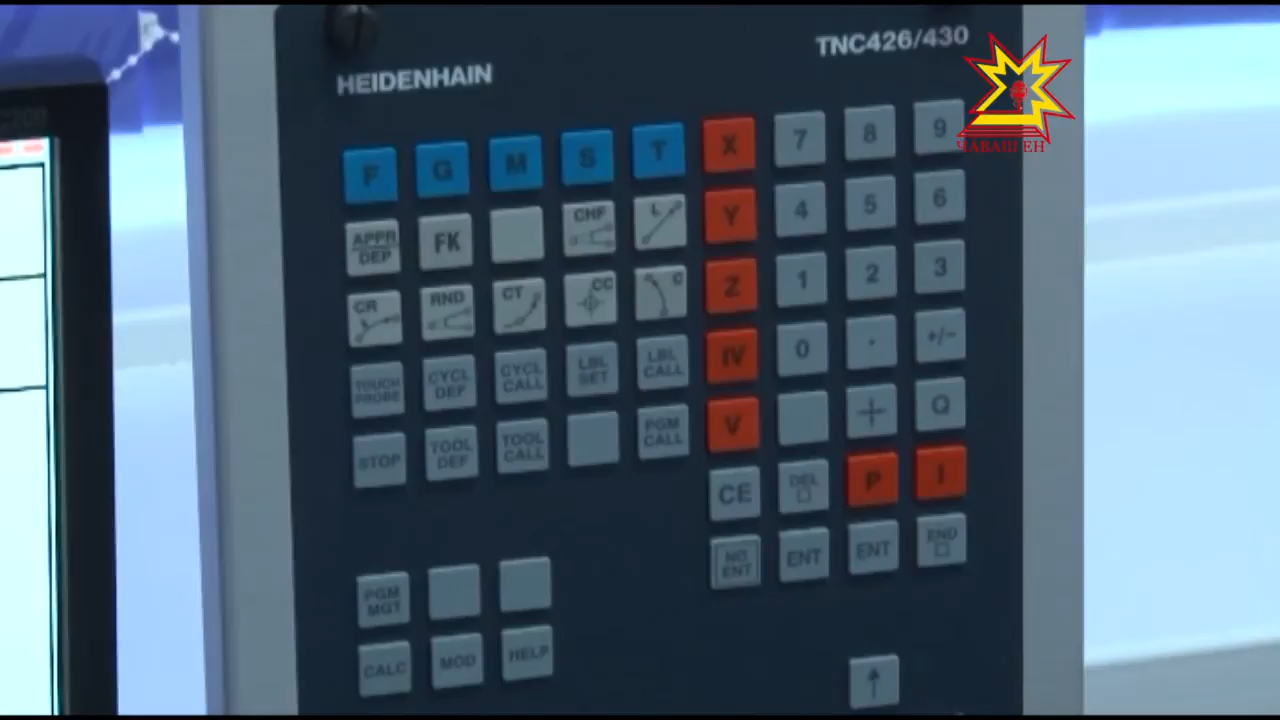 TNC426/430
HEIDENHAIN
F G M S T X 7 8 9
ЧӐВАШ ЕН
APPR DEP FK CHF L Y 4 5 6
CR RND CT CC C Z 1 2 3
TOUCH PROBE CYCL DEF CYCL CALL LBL SET LBL CALL IV 0 . +/-
STOP TOOL DEF TOOL CALL PGM CALL V Q
CE DEL P I
NO ENT ENT ENT END
PGM MGT
CALC MOD HELP